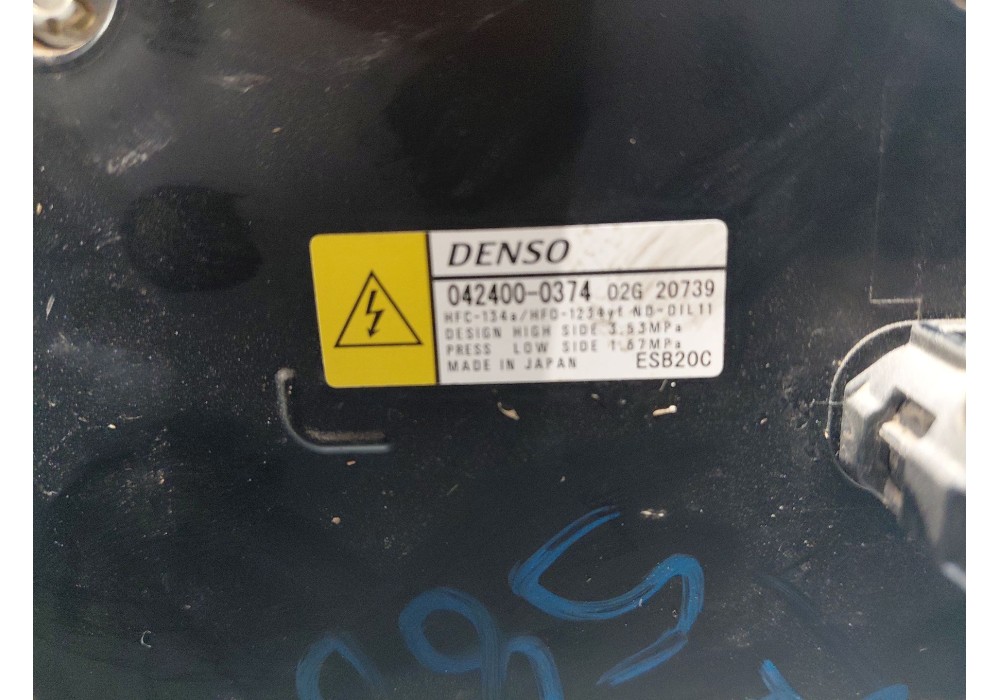 DENSO
042400-0374 02G 20739
HFC-134a/HFO-1234yf ND-OIL11
DESIGN HIGH SIDE 3.53MPa
PRESS LOW SIDE 1.67MPa
MADE IN JAPAN ESB20C